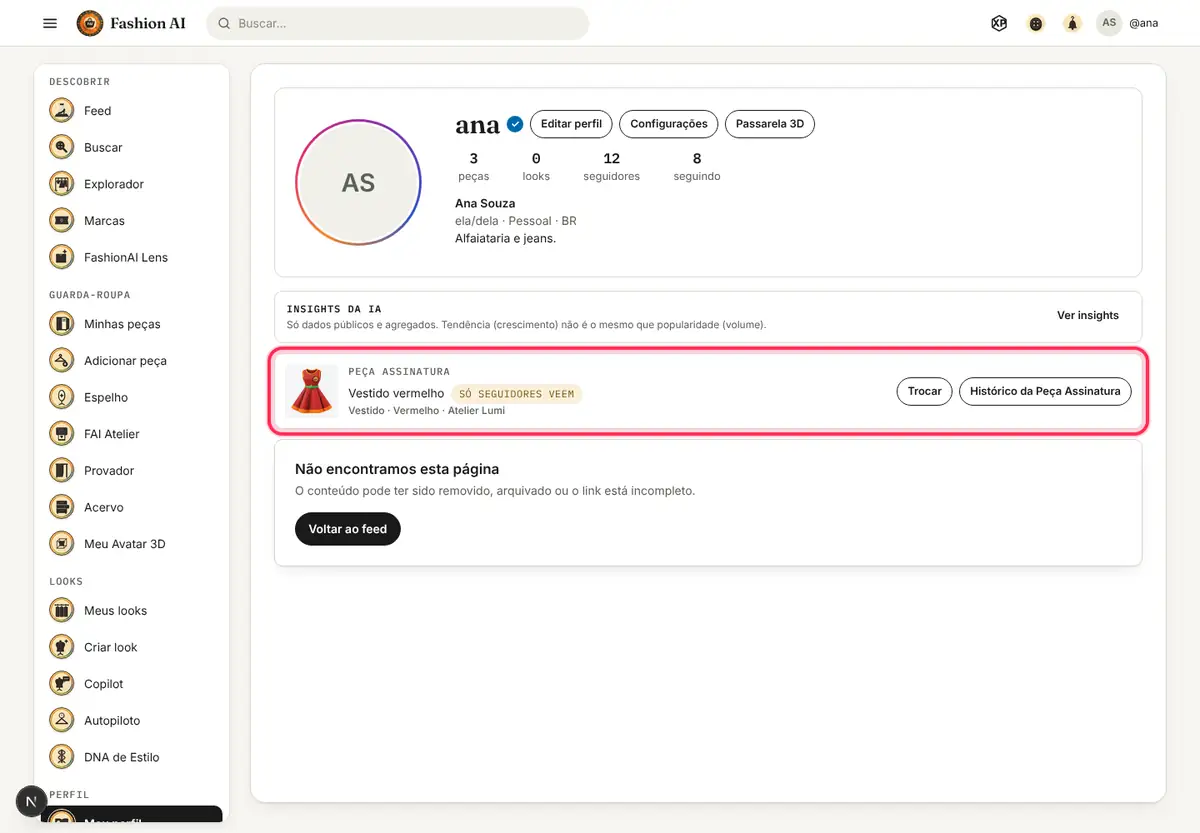 Fashion AI
Buscar...
XP
AS
@ana
DESCOBRIR
Feed
Buscar
Explorador
Marcas
FashionAI Lens
GUARDA-ROUPA
Minhas peças
Adicionar peça
Espelho
FAI Atelier
Provador
Acervo
Meu Avatar 3D
LOOKS
Meus looks
Criar look
Copilot
Autopiloto
DNA de Estilo
PERFIL
Meu perfil
N
AS
ana
Editar perfil
Configurações
Passarela 3D
3 peças
0 looks
12 seguidores
8 seguindo
Ana Souza
ela/dela · Pessoal · BR
Alfaiataria e jeans.
INSIGHTS DA IA
Só dados públicos e agregados. Tendência (crescimento) não é o mesmo que popularidade (volume).
Ver insights
PEÇA ASSINATURA
Vestido vermelho SÓ SEGUIDORES VEEM
Vestido · Vermelho · Atelier Lumi
Trocar
Histórico da Peça Assinatura
Não encontramos esta página
O conteúdo pode ter sido removido, arquivado ou o link está incompleto.
Voltar ao feed